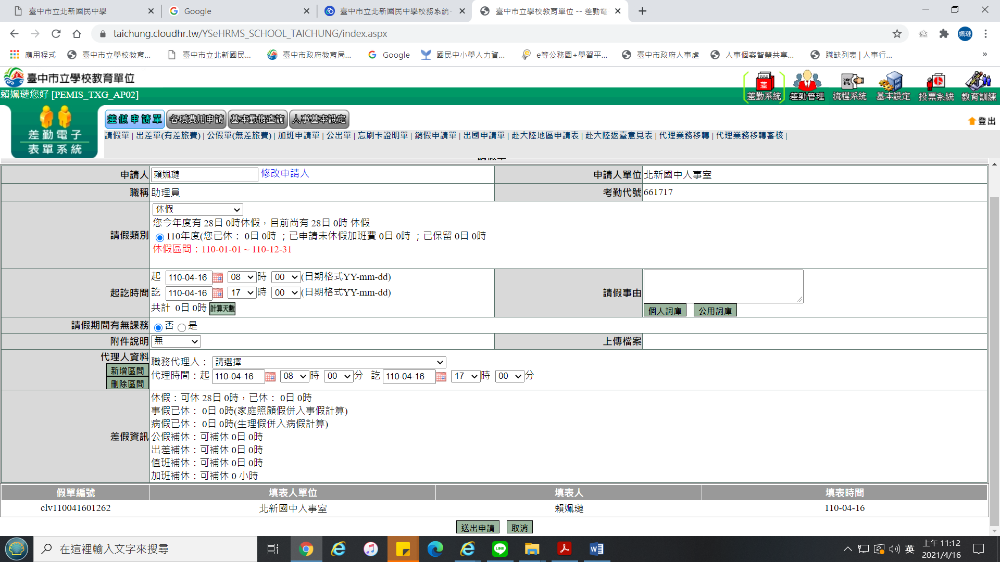 臺中市立北新國民中學
Google
臺中市立北新國民中學校務系統-
臺中市立學校教育單位 -- 差勤電
taichung.cloudhr.tw/YSeHRMS_SCHOOL_TAICHUNG/index.aspx
姵璉
應用程式
臺中市立學校教育...
臺中市立北新國民...
臺中市政府教育局...
Google
國民中小學人力資...
e等公務園+學習平...
臺中市政府人事處
人事個案智慧共享...
職缺列表 | 人事行...
臺中市立學校教育單位
賴姵璉您好 [PEMIS_TXG_AP02]
差勤系統 差勤管理 流程系統 基本設定 投票系統 教育訓練
差勤電子
表單系統
差假申請單 各項費用申請 基本勤惰查詢 人事基本設定
登出
請假單 | 出差單(有差旅費) | 公假單(無差旅費) | 加班申請單 | 公出單 | 忘刷卡證明單 | 銷假申請單 | 出國申請單 | 赴大陸地區申請表 | 赴大陸返臺意見表 | 代理業務移轉 | 代理業務移轉審核 |
申請人 賴姵璉 修改申請人 申請人單位 北新國中人事室
職稱 助理員 考勤代號 661717
請假類別 休假
您今年度有 28日 0時休假，目前尚有 28日 0時 休假
110年度(您已休： 0日 0時 ；已申請未休假加班費 0日 0時 ；已保留 0日 0時
休假區間：110-01-01 ~ 110-12-31
起訖時間 起 110-04-16 08 時 00 (日期格式YY-mm-dd)
訖 110-04-16 17 時 00 (日期格式YY-mm-dd)
共計 0日 0時 計算天數
請假事由
個人詞庫 公用詞庫
請假期間有無課務 否 是
附件說明 無 上傳檔案
代理人資料 新增區間 刪除區間
職務代理人： 請選擇
代理時間：起 110-04-16 08 時 00 分 訖 110-04-16 17 時 00 分
差假資訊
休假：可休 28日 0時，已休： 0日 0時
事假已休： 0日 0時(家庭照顧假併入事假計算)
病假已休： 0日 0時(生理假併入病假計算)
公假補休：可補休 0日 0時
出差補休：可補休 0日 0時
值班補休：可補休 0日 0時
加班補休：可補休 0 小時
假單編號 填表人單位 填表人 填表時間
clv110041601262 北新國中人事室 賴姵璉 110-04-16
送出申請 取消
在這裡輸入文字來搜尋
英
上午 11:12
2021/4/16